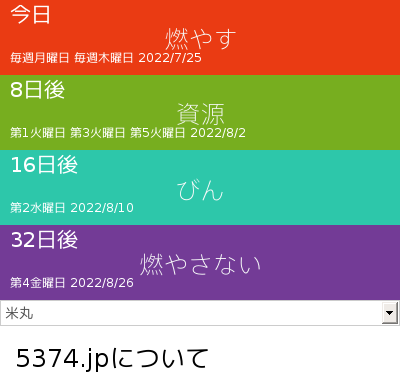 今日
燃やす
毎週月曜日 毎週木曜日 2022/7/25
8日後
資源
第1火曜日 第3火曜日 第5火曜日 2022/8/2
16日後
びん
第2水曜日 2022/8/10
32日後
燃やさない
第4金曜日 2022/8/26
米丸
5374.jpについて